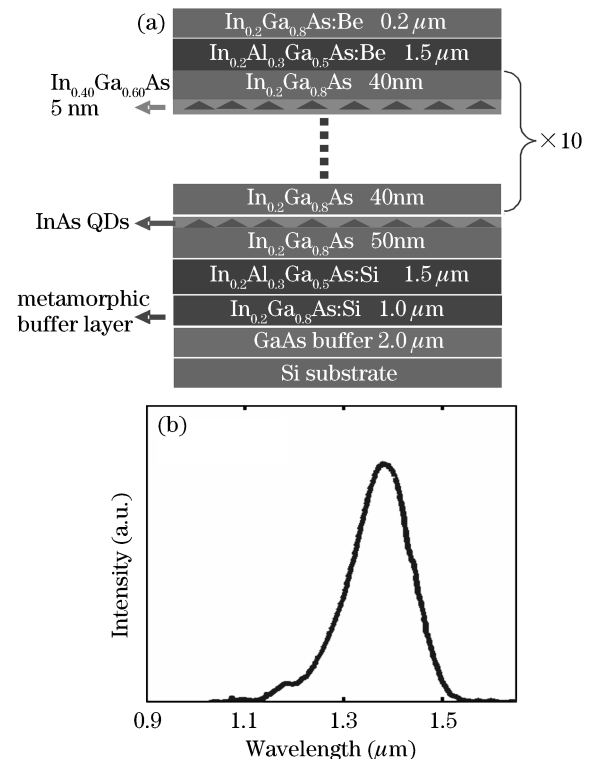 (a)
In₀.₂Ga₀.₈As:Be 0.2 μm
In₀.₂Al₀.₃Ga₀.₅As:Be 1.5 μm
In₀.₂Ga₀.₈As 40nm
In₀.₄₀Ga₀.₆₀As
5 nm
×10
In₀.₂Ga₀.₈As 40nm
InAs QDs
In₀.₂Ga₀.₈As 50nm
In₀.₂Al₀.₃Ga₀.₅As:Si 1.5 μm
metamorphic
buffer layer
In₀.₂Ga₀.₈As:Si 1.0 μm
GaAs buffer 2.0 μm
Si substrate
(b)
Intensity (a.u.)
0.9 1.1 1.3 1.5
Wavelength (μm)